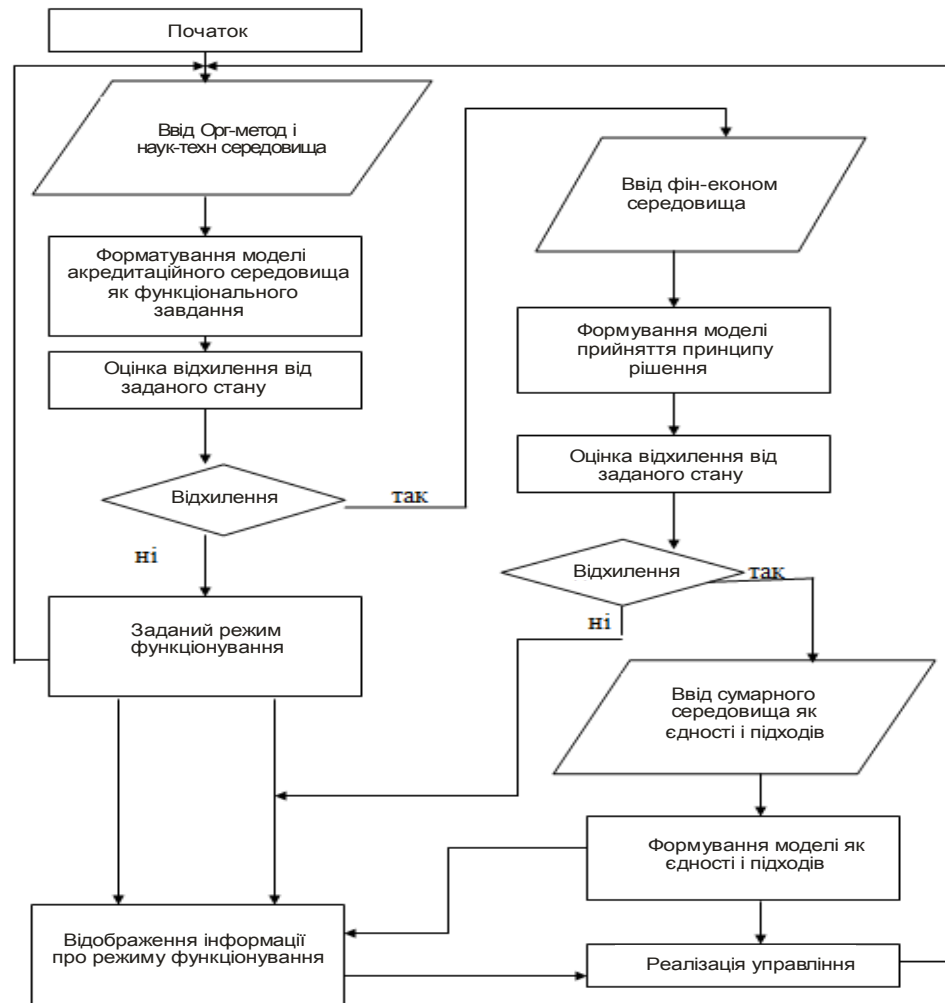 Початок
Ввід Орг-метод і
наук-техн середовища
Форматування моделі
акредитаційного середовища
як функціонального
завдання
Оцінка відхилення від
заданого стану
Відхилення
так
ні
Заданий режим
функціонування
Відображення інформації
про режиму функціонування
Ввід фін-економ
середовища
Формування моделі
прийняття принципу
рішення
Оцінка відхилення від
заданого стану
Відхилення
так
ні
Ввід сумарного
середовища як
єдності і підходів
Формування моделі як
єдності і підходів
Реалізація управління